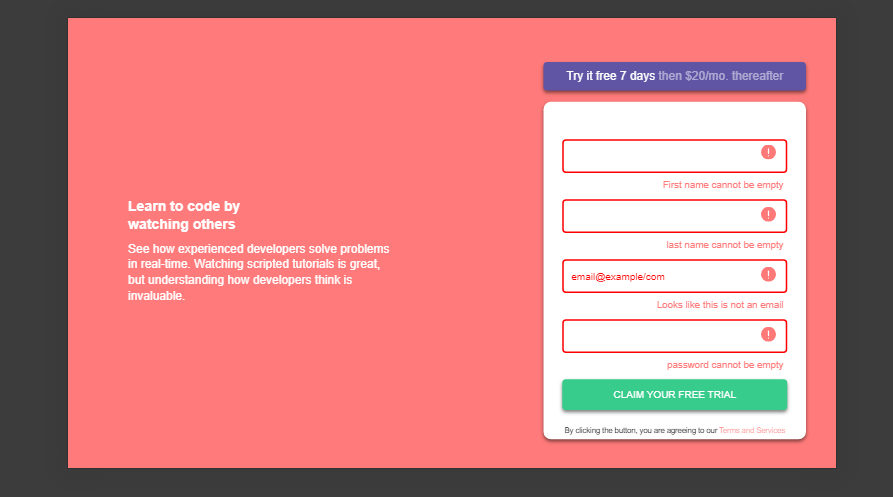 Try it free 7 days then $20/mo. thereafter
Learn to code by
watching others
See how experienced developers solve problems
in real-time. Watching scripted tutorials is great,
but understanding how developers think is
invaluable.
!
First name cannot be empty
!
last name cannot be empty
email@example/com !
Looks like this is not an email
!
password cannot be empty
CLAIM YOUR FREE TRIAL
By clicking the button, you are agreeing to our Terms and Services